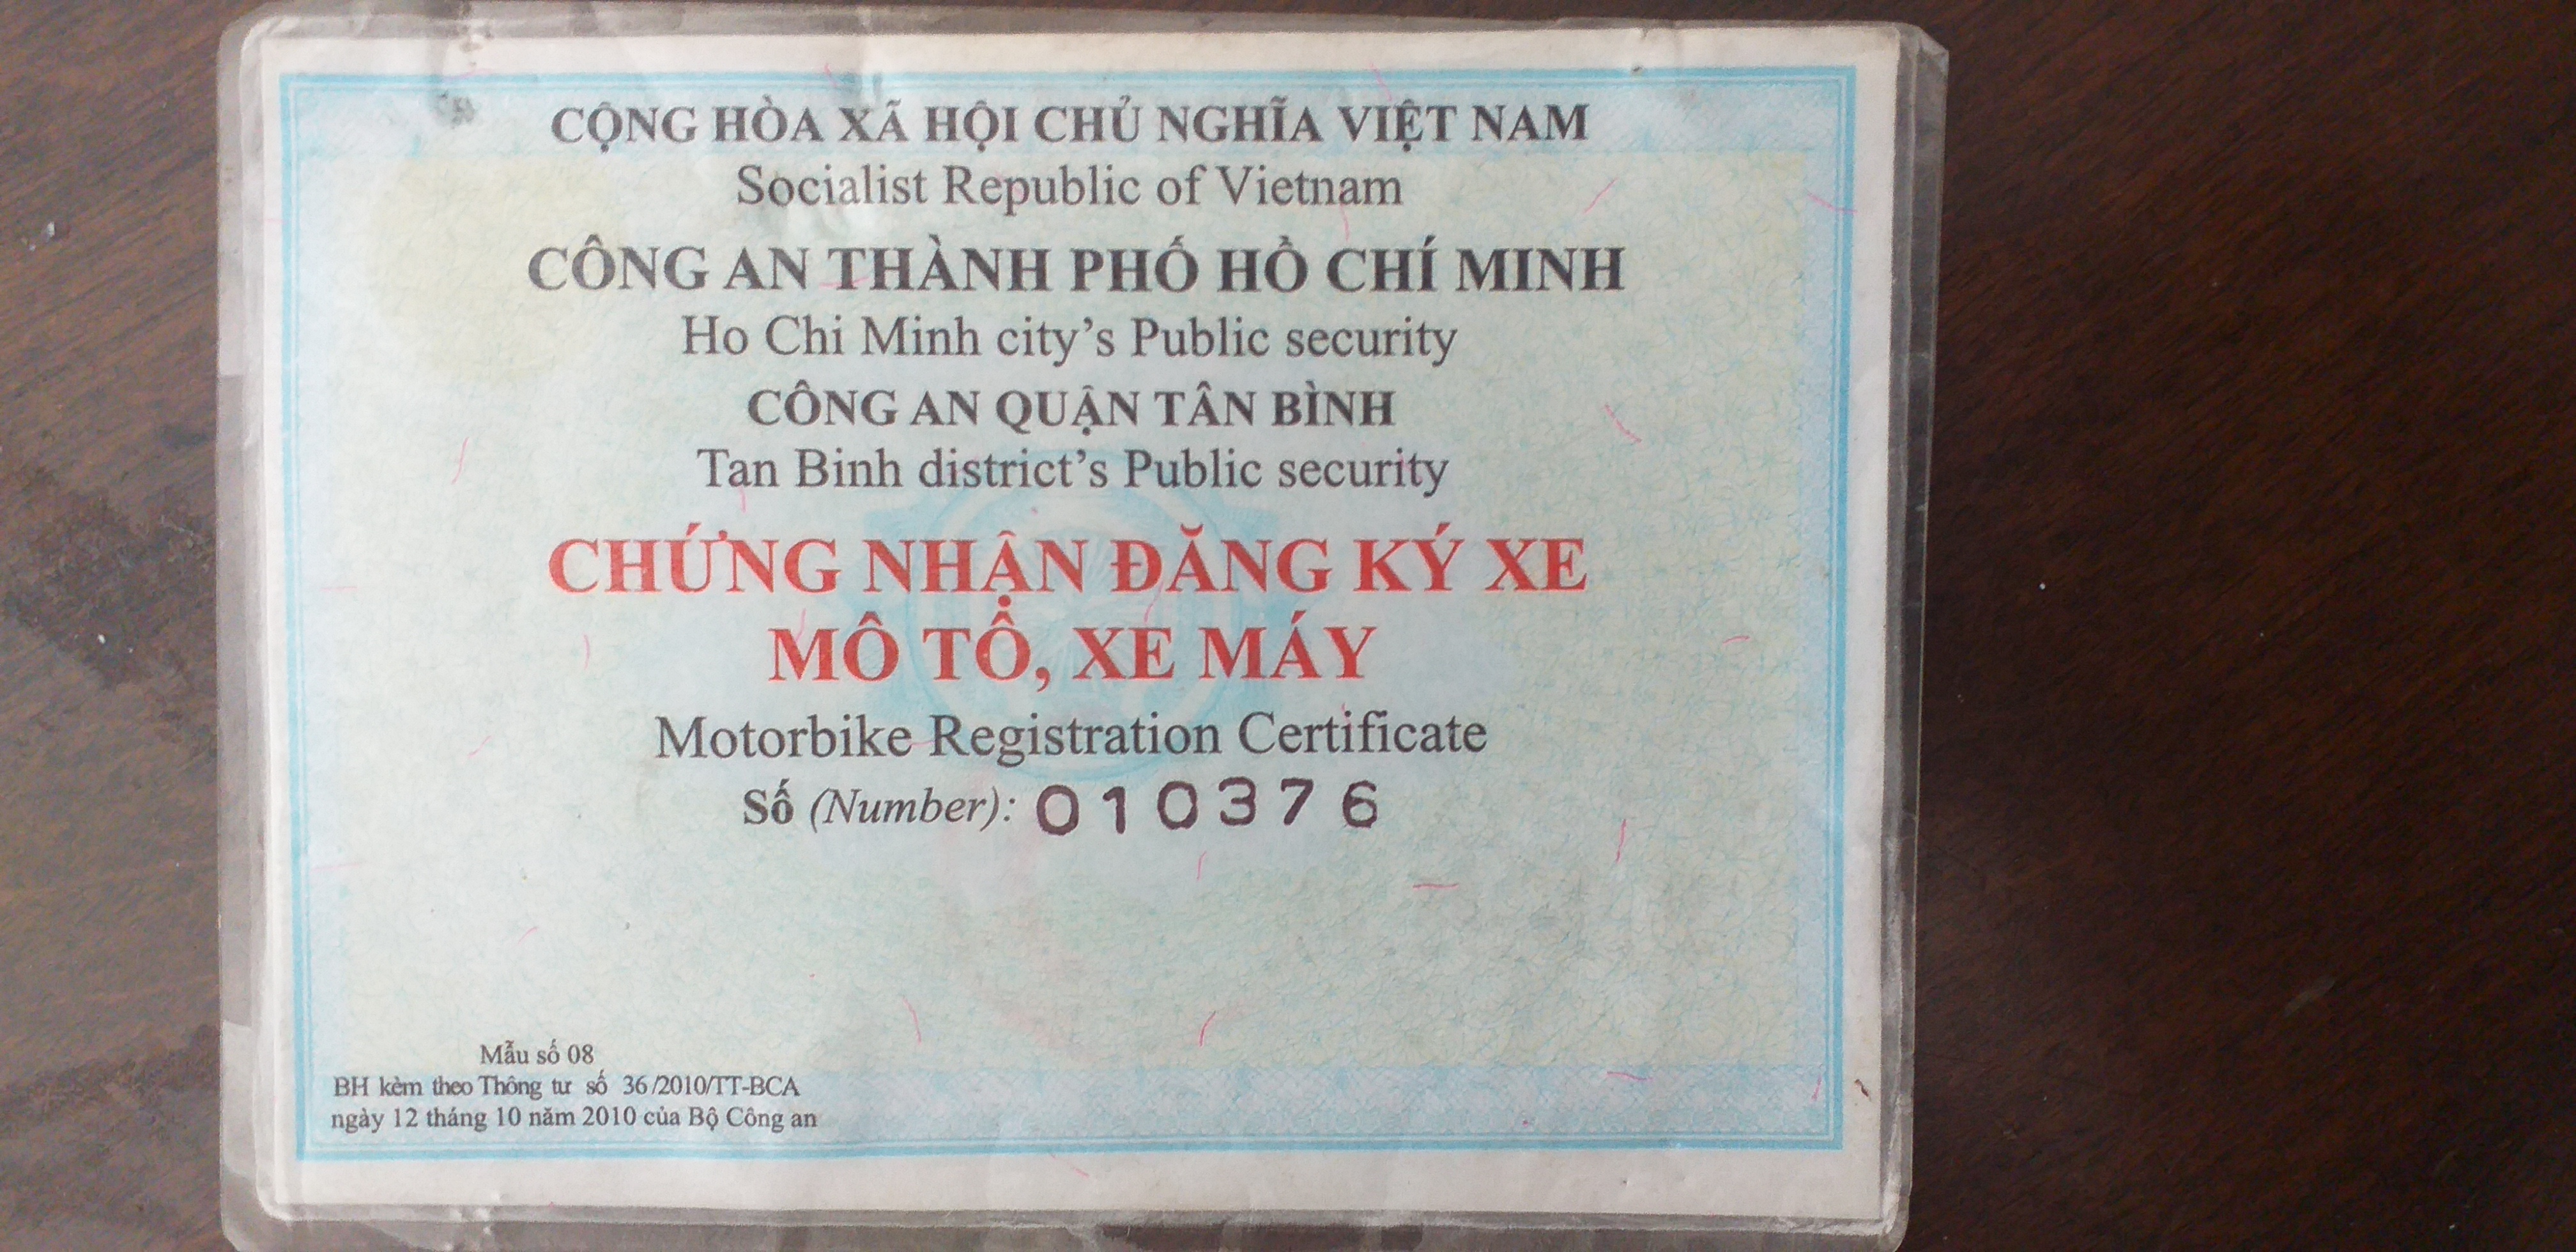 CỘNG HÒA XÃ HỘI CHỦ NGHĨA VIỆT NAM
Socialist Republic of Vietnam
CÔNG AN THÀNH PHỐ HỒ CHÍ MINH
Ho Chi Minh city's Public security
CÔNG AN QUẬN TÂN BÌNH
Tan Binh district's Public security
CHỨNG NHẬN ĐĂNG KÝ XE
MÔ TÔ, XE MÁY
Motorbike Registration Certificate
Số (Number): 010376
Mẫu số 08
BH kèm theo Thông tư số 36/2010/TT-BCA
ngày 12 tháng 10 năm 2010 của Bộ Công an